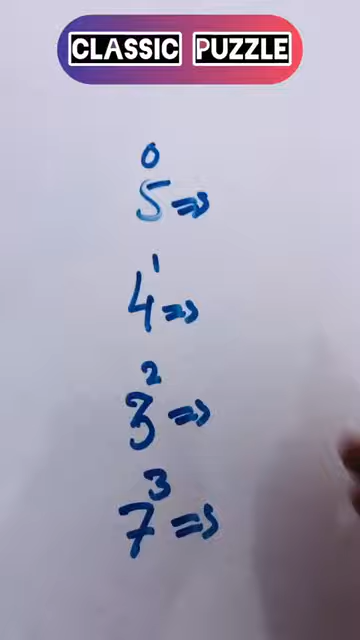 CLASSIC PUZZLE
5⁰ =>
4¹ =>
3² =>
7³ =>